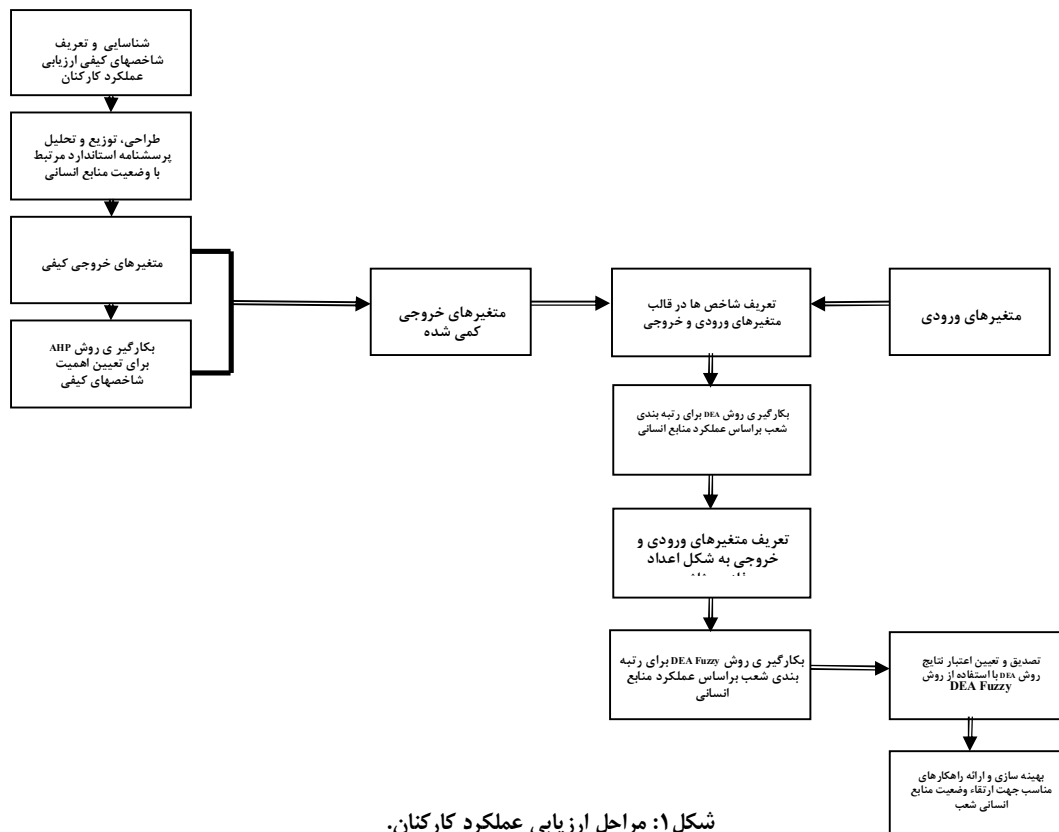 شناسایی و تعریف
شاخصهای کیفی ارزیابی
عملکرد کارکنان
طراحی، توزیع و تحلیل
پرسشنامه استاندارد مرتبط
با وضعیت منابع انسانی
متغیرهای خروجی کیفی
بکارگیر ی روش AHP
برای تعیین اهمیت
شاخصهای کیفی
متغیرهای خروجی
کمی شده
تعریف شاخص ها در قالب
متغیرهای ورودی و خروجی
متغیرهای ورودی
بکارگیر ی روش DEA برای رتبه بندی
شعب براساس عملکرد منابع انسانی
تعریف متغیرهای ورودی و
خروجی به شکل اعداد
بکارگیر ی روش DEA Fuzzy برای رتبه
بندی شعب براساس عملکرد منابع
انسانی
تصدیق و تعیین اعتبار نتایج
روش DEA با استفاده از روش
DEA Fuzzy
بهینه سازی و ارائه راهکارهای
مناسب جهت ارتقاء وضعیت منابع
انسانی شعب
شکل۱: مراحل ارزیابی عملکرد کارکنان.